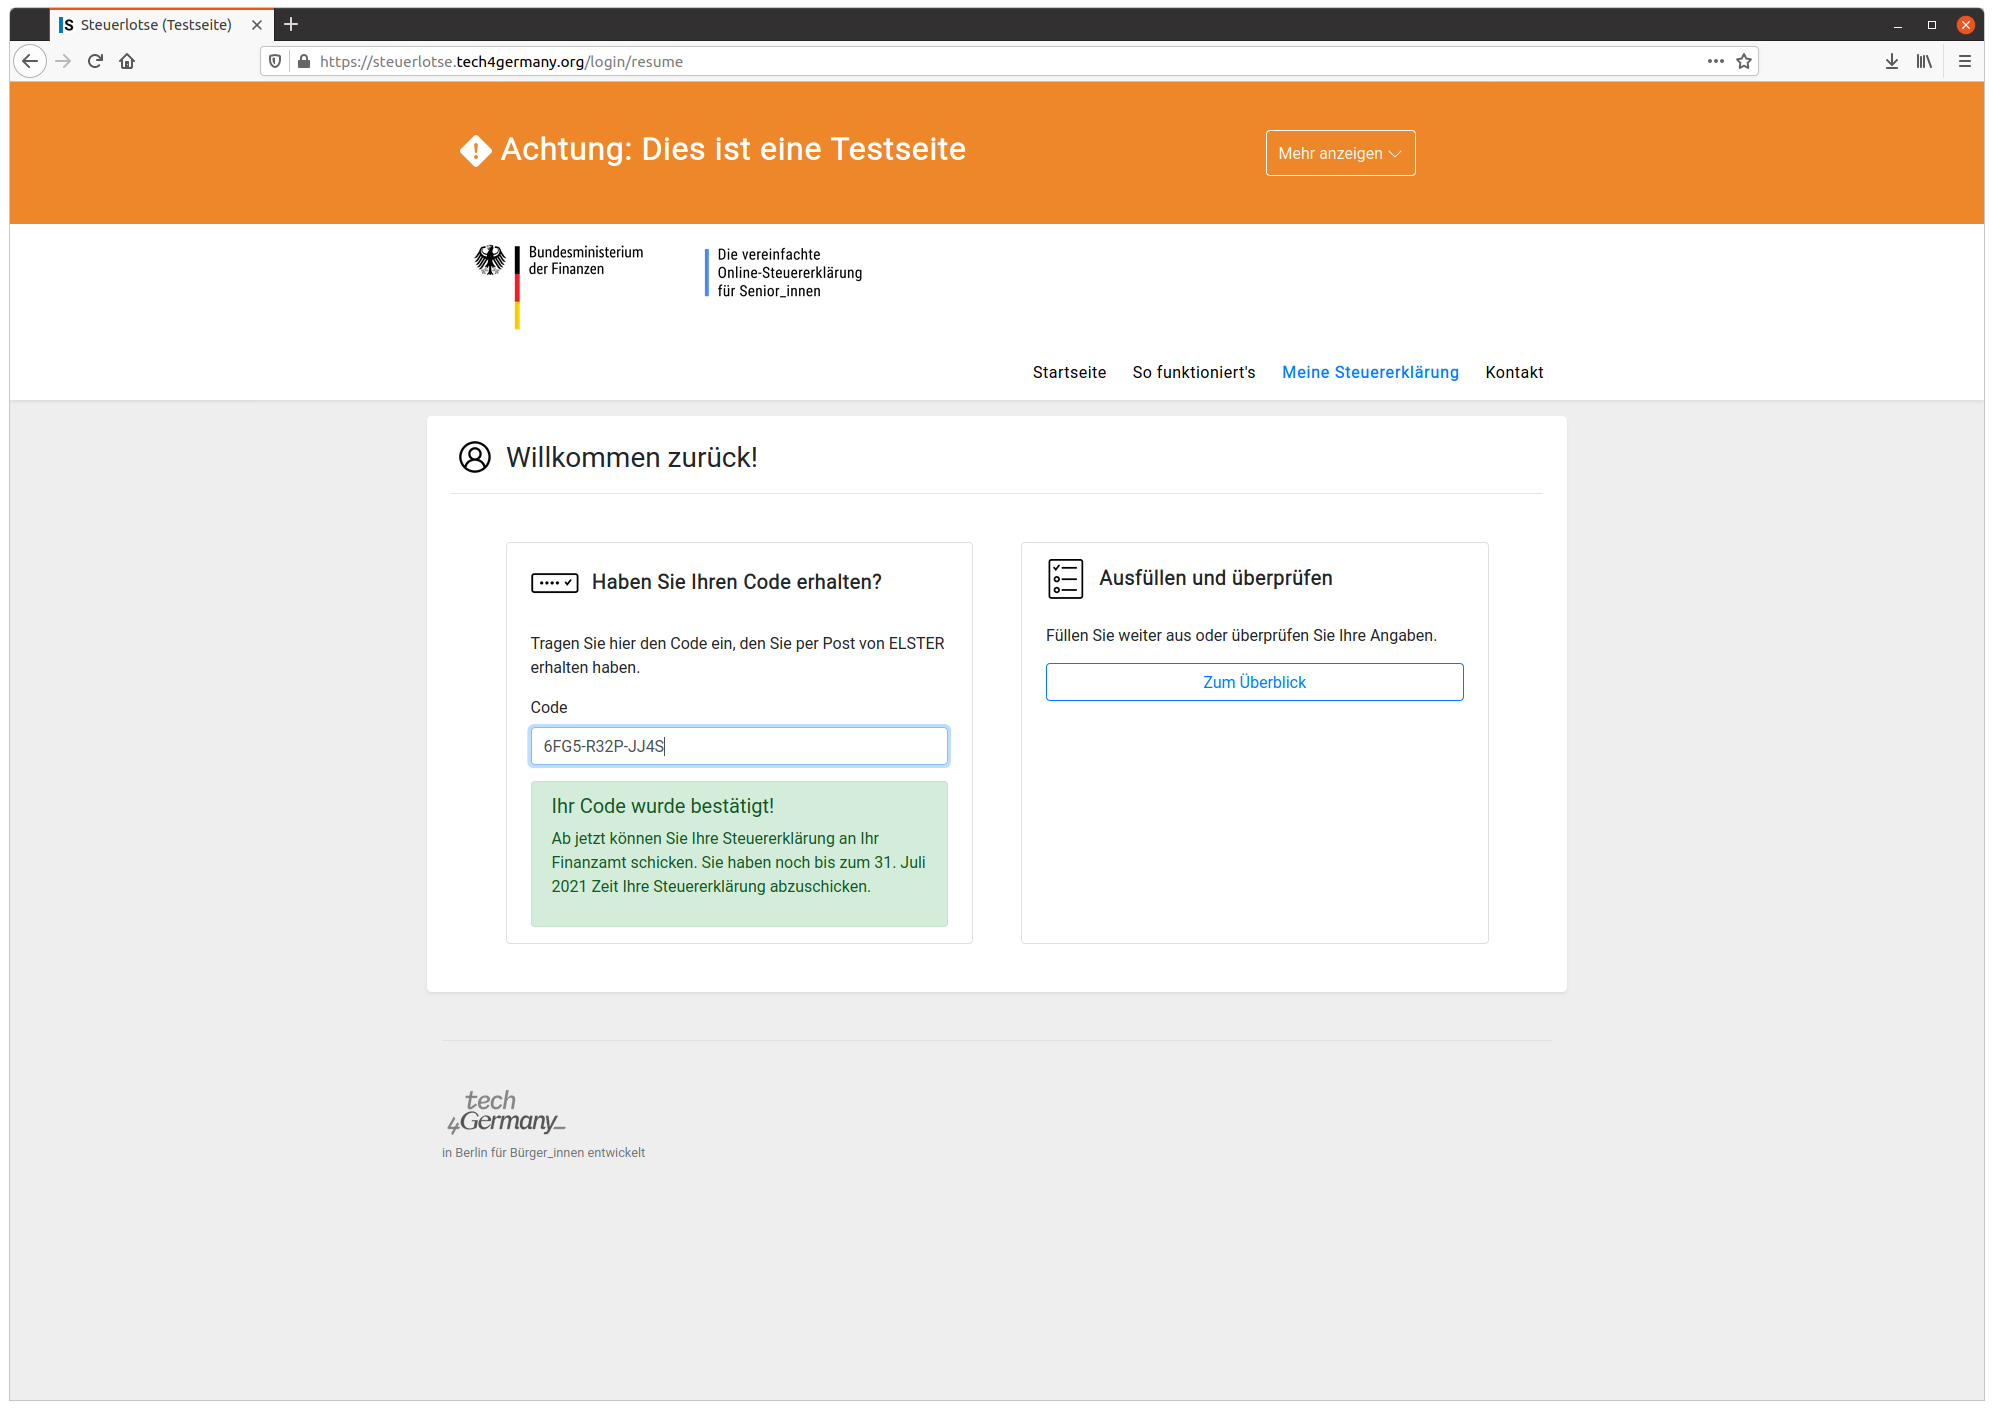 Steuerlotse (Testseite)
https://steuerlotse.tech4germany.org/login/resume
Achtung: Dies ist eine Testseite
Mehr anzeigen
Bundesministerium
der Finanzen
Die vereinfachte
Online-Steuererklärung
für Senior_innen
Startseite So funktioniert's Meine Steuererklärung Kontakt
Willkommen zurück!
Haben Sie Ihren Code erhalten?
Tragen Sie hier den Code ein, den Sie per Post von ELSTER
erhalten haben.
Code
6FG5-R32P-JJ4S
Ihr Code wurde bestätigt!
Ab jetzt können Sie Ihre Steuererklärung an Ihr
Finanzamt schicken. Sie haben noch bis zum 31. Juli
2021 Zeit Ihre Steuererklärung abzuschicken.
Ausfüllen und überprüfen
Füllen Sie weiter aus oder überprüfen Sie Ihre Angaben.
Zum Überblick
tech
4Germany_
in Berlin für Bürger_innen entwickelt